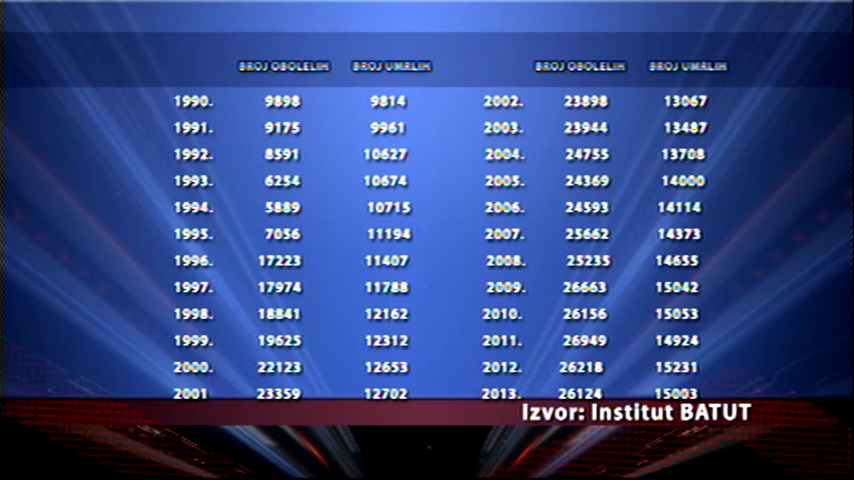 BROJ OBOLELIH BROJ UMRLIH BROJ OBOLELIH BROJ UMRLIH
1990. 9898 9814 2002. 23898 13067
1991. 9175 9961 2003. 23944 13487
1992. 8591 10627 2004. 24755 13708
1993. 6254 10674 2005. 24369 14000
1994. 5889 10715 2006. 24593 14114
1995. 7056 11194 2007. 25662 14373
1996. 17223 11407 2008. 25235 14655
1997. 17974 11788 2009. 26663 15042
1998. 18841 12162 2010. 26156 15053
1999. 19625 12312 2011. 26949 14924
2000. 22123 12653 2012. 26218 15231
2001 23359 12702 2013. 26124 15003
Izvor: Institut BATUT